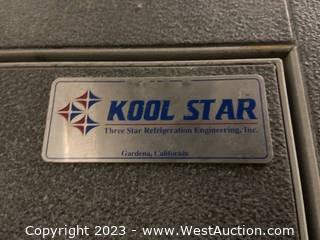 KOOL STAR
Three Star Refrigeration Engineering, Inc.
Gardena, California
Copyright 2023 - www.WestAuction.com